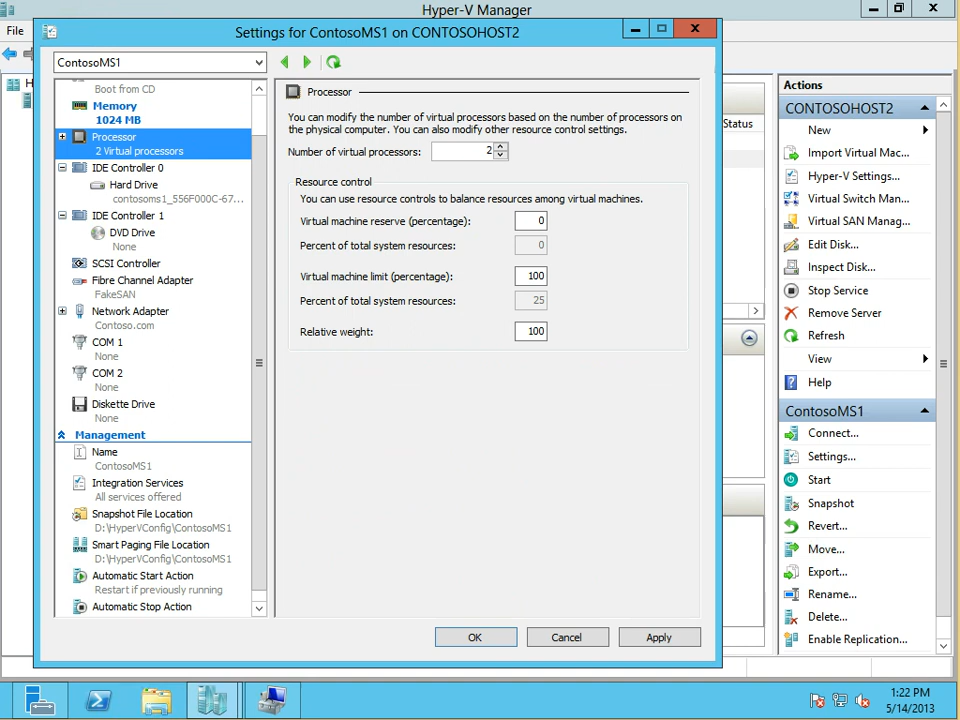 Hyper-V Manager
File
Settings for ContosoMS1 on CONTOSOHOST2
ContosoMS1
Boot from CD
Memory
1024 MB
Processor
2 Virtual processors
IDE Controller 0
Hard Drive
contosoms1_556F000C-67...
IDE Controller 1
DVD Drive
None
SCSI Controller
Fibre Channel Adapter
FakeSAN
Network Adapter
Contoso.com
COM 1
None
COM 2
None
Diskette Drive
None
Management
Name
ContosoMS1
Integration Services
All services offered
Snapshot File Location
D:\HyperVConfig\ContosoMS1
Smart Paging File Location
D:\HyperVConfig\ContosoMS1
Automatic Start Action
Restart if previously running
Automatic Stop Action
Processor
You can modify the number of virtual processors based on the number of processors on
the physical computer. You can also modify other resource control settings.
Number of virtual processors: 2
Resource control
You can use resource controls to balance resources among virtual machines.
Virtual machine reserve (percentage): 0
Percent of total system resources: 0
Virtual machine limit (percentage): 100
Percent of total system resources: 25
Relative weight: 100
OK
Cancel
Apply
Status
Actions
CONTOSOHOST2
New
Import Virtual Mac...
Hyper-V Settings...
Virtual Switch Man...
Virtual SAN Manag...
Edit Disk...
Inspect Disk...
Stop Service
Remove Server
Refresh
View
Help
ContosoMS1
Connect...
Settings...
Start
Snapshot
Revert...
Move...
Export...
Rename...
Delete...
Enable Replication...
1:22 PM
5/14/2013